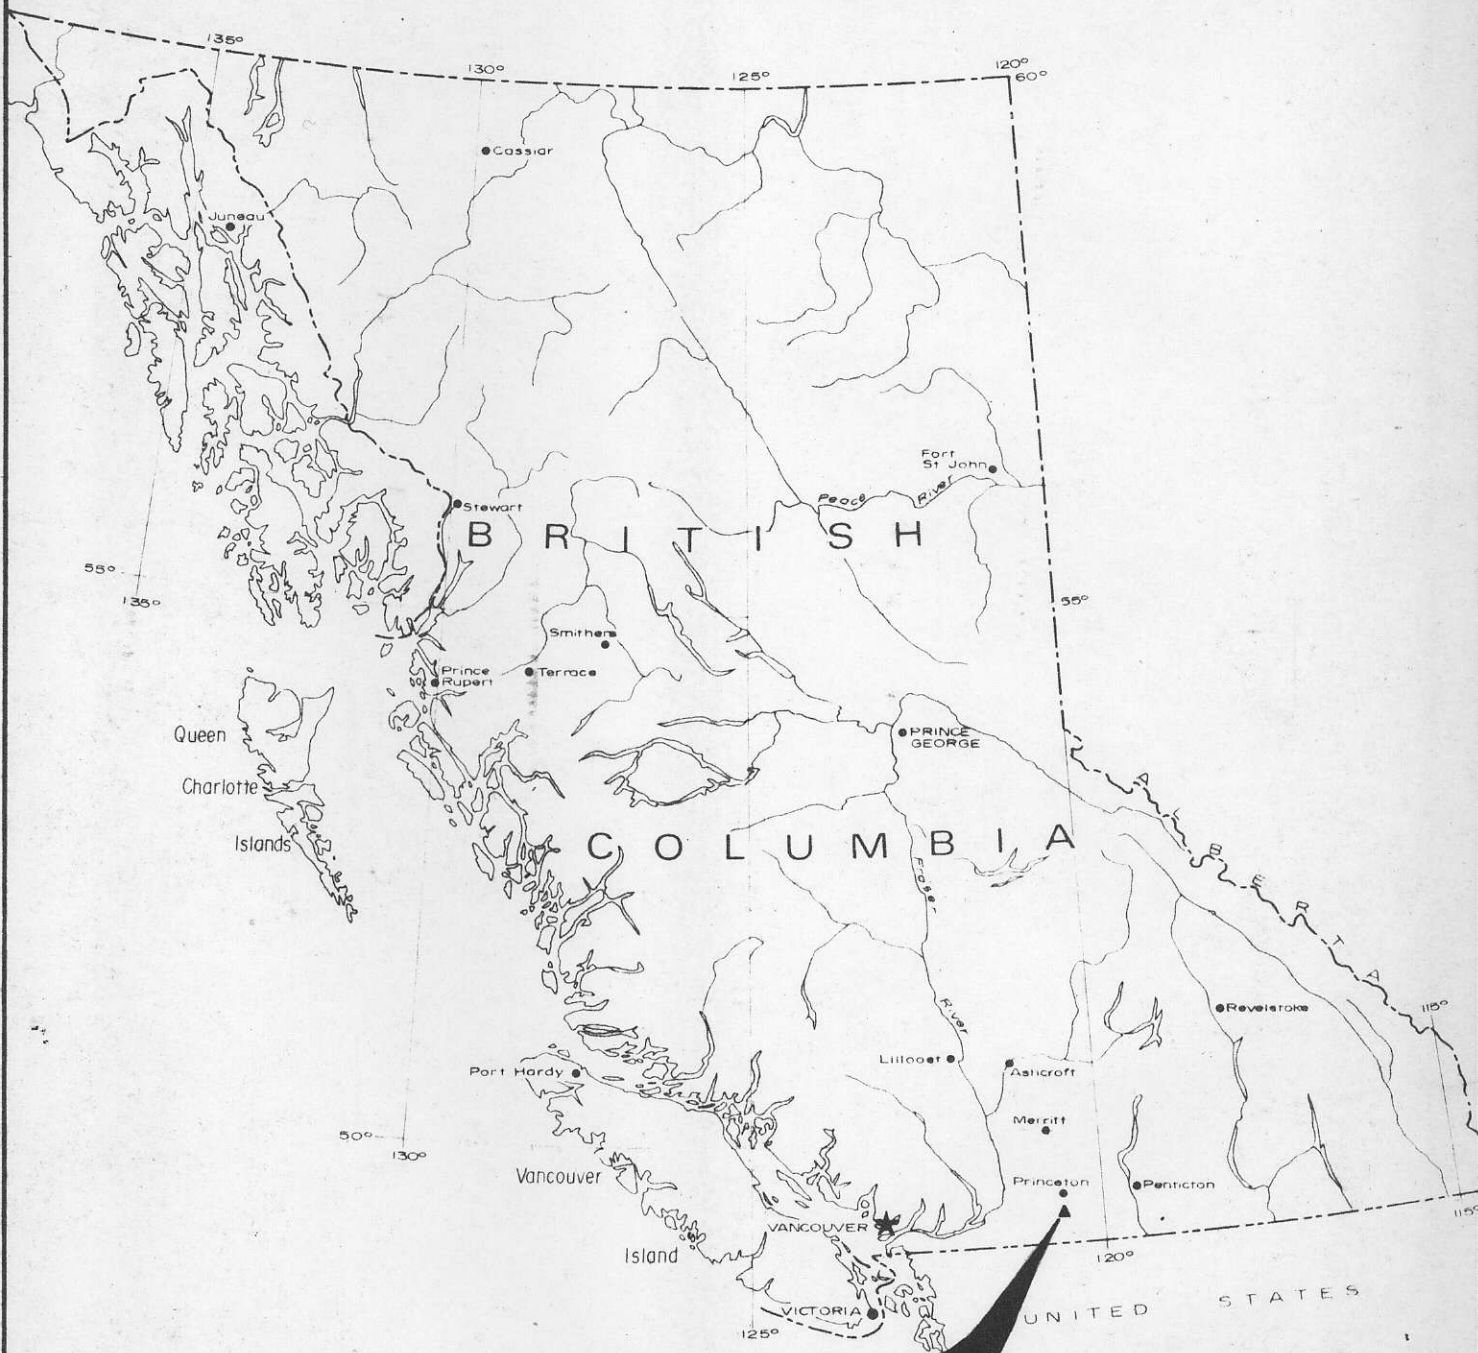 135°
130°
125°
120°
60°
Cassiar
Juneau
Fort
St John
Peace River
Stewart
BRITISH
55°
135°
55°
Smithers
Terrace
Prince
Rupert
Queen
Charlotte
Islands
PRINCE
GEORGE
ALBERTA
COLUMBIA
Fraser
River
Revelstoke
115°
Lillooet
Ashcroft
Port Hardy
Merritt
50°
130°
Vancouver
Island
Princeton
Penticton
VANCOUVER
115°
120°
UNITED STATES
VICTORIA
125°